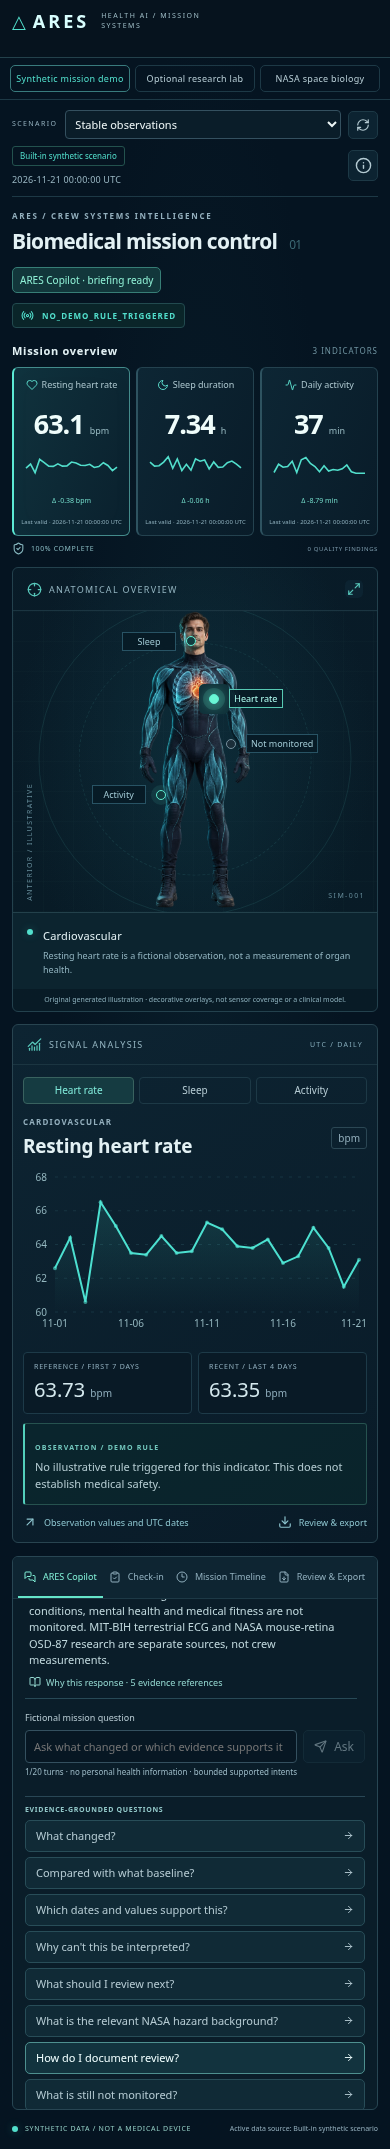 △ ARES HEALTH AI / MISSION SYSTEMS
Synthetic mission demo
Optional research lab
NASA space biology
SCENARIO
Stable observations
Built-in synthetic scenario
2026-11-21 00:00:00 UTC
ARES / CREW SYSTEMS INTELLIGENCE
Biomedical mission control 01
ARES Copilot · briefing ready
NO_DEMO_RULE_TRIGGERED
Mission overview
3 INDICATORS
Resting heart rate
63.1 bpm
Δ -0.38 bpm
Last valid · 2026-11-21 00:00:00 UTC
Sleep duration
7.34 h
Δ -0.06 h
Last valid · 2026-11-21 00:00:00 UTC
Daily activity
37 min
Δ -8.79 min
Last valid · 2026-11-21 00:00:00 UTC
100% COMPLETE
0 QUALITY FINDINGS
ANATOMICAL OVERVIEW
Sleep
Heart rate
Not monitored
Activity
ANTERIOR / ILLUSTRATIVE
SIM-001
Cardiovascular
Resting heart rate is a fictional observation, not a measurement of organ
health.
Original generated illustration · decorative overlays, not sensor coverage or a clinical model.
SIGNAL ANALYSIS
UTC / DAILY
Heart rate
Sleep
Activity
CARDIOVASCULAR
Resting heart rate
bpm
68
66
64
62
60
11-01
11-06
11-11
11-16
11-21
REFERENCE / FIRST 7 DAYS
63.73 bpm
RECENT / LAST 4 DAYS
63.35 bpm
OBSERVATION / DEMO RULE
No illustrative rule triggered for this indicator. This does not
establish medical safety.
Observation values and UTC dates
Review & export
ARES Copilot
Check-in
Mission Timeline
Review & Export
conditions, mental health and medical fitness are not
monitored. MIT-BIH terrestrial ECG and NASA mouse-retina
OSD-87 research are separate sources, not crew
measurements.
Why this response · 5 evidence references
Fictional mission question
Ask what changed or which evidence supports it
Ask
1/20 turns · no personal health information · bounded supported intents
EVIDENCE-GROUNDED QUESTIONS
What changed?
Compared with what baseline?
Which dates and values support this?
Why can't this be interpreted?
What should I review next?
What is the relevant NASA hazard background?
How do I document review?
What is still not monitored?
SYNTHETIC DATA / NOT A MEDICAL DEVICE
Active data source: Built-in synthetic scenario